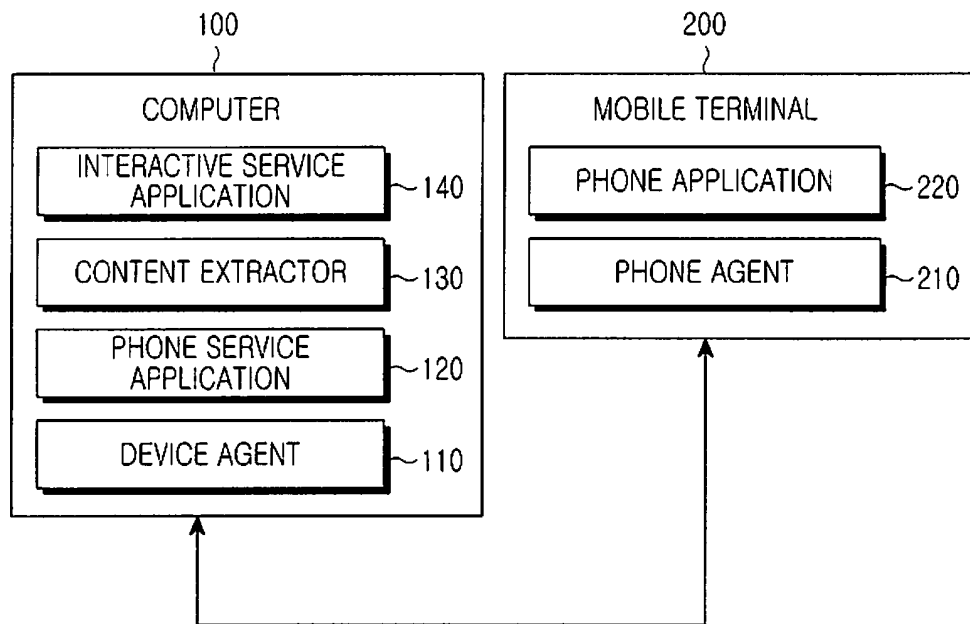 100
COMPUTER
INTERACTIVE SERVICE
APPLICATION
140
CONTENT EXTRACTOR
130
PHONE SERVICE
APPLICATION
120
DEVICE AGENT
110
200
MOBILE TERMINAL
PHONE APPLICATION
220
PHONE AGENT
210